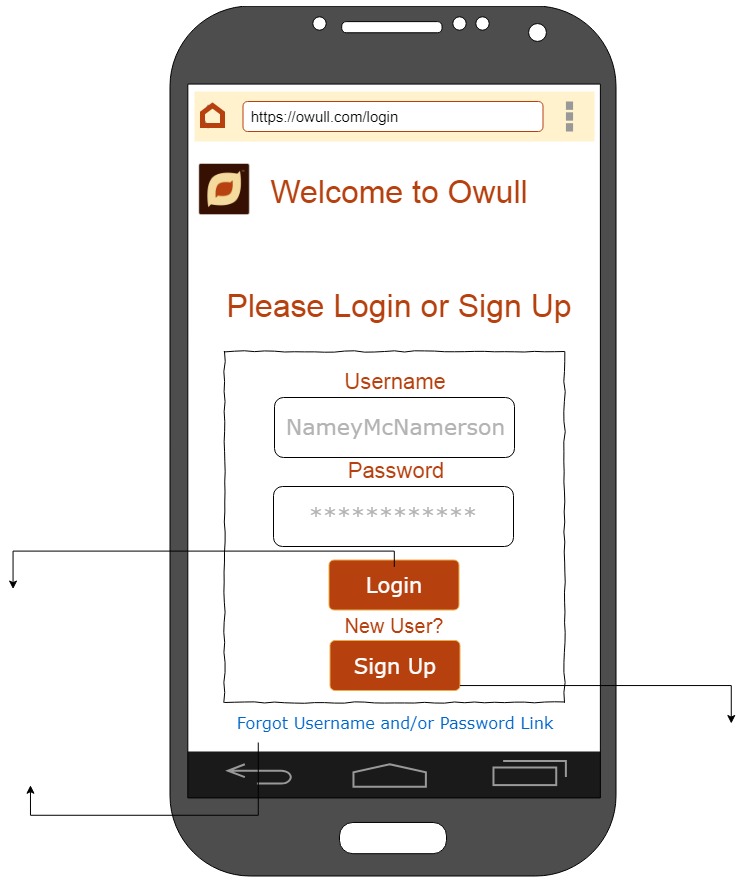 https://owull.com/login
Welcome to Owull
Please Login or Sign Up
Username
NameyMcNamerson
Password
************
Login
New User?
Sign Up
Forgot Username and/or Password Link